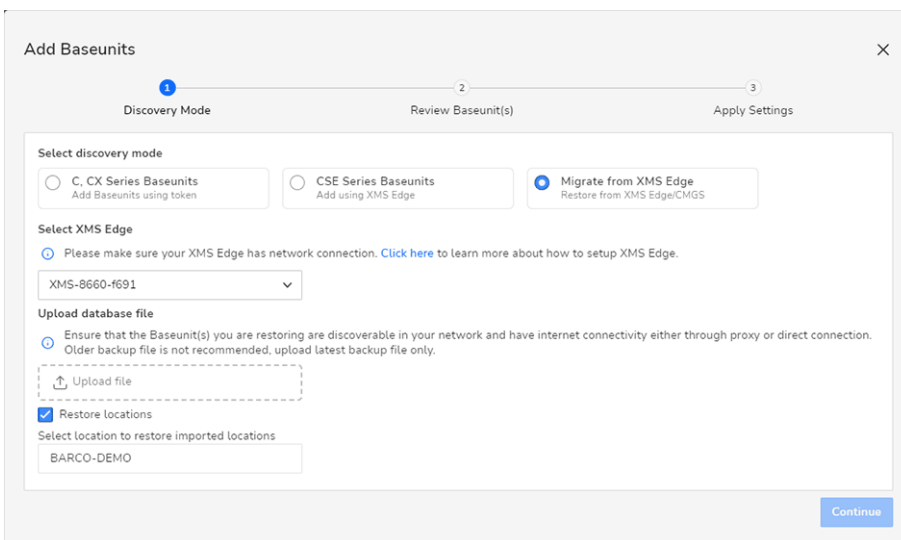 Add Baseunits
1
2
3
Discovery Mode
Review Baseunit(s)
Apply Settings
Select discovery mode
C, CX Series Baseunits
Add Baseunits using token
CSE Series Baseunits
Add using XMS Edge
Migrate from XMS Edge
Restore from XMS Edge/CMGS
Select XMS Edge
Please make sure your XMS Edge has network connection. Click here to learn more about how to setup XMS Edge.
XMS-8660-f691
Upload database file
Ensure that the Baseunit(s) you are restoring are discoverable in your network and have internet connectivity either through proxy or direct connection.
Older backup file is not recommended, upload latest backup file only.
Upload file
Restore locations
Select location to restore imported locations
BARCO-DEMO
Continue